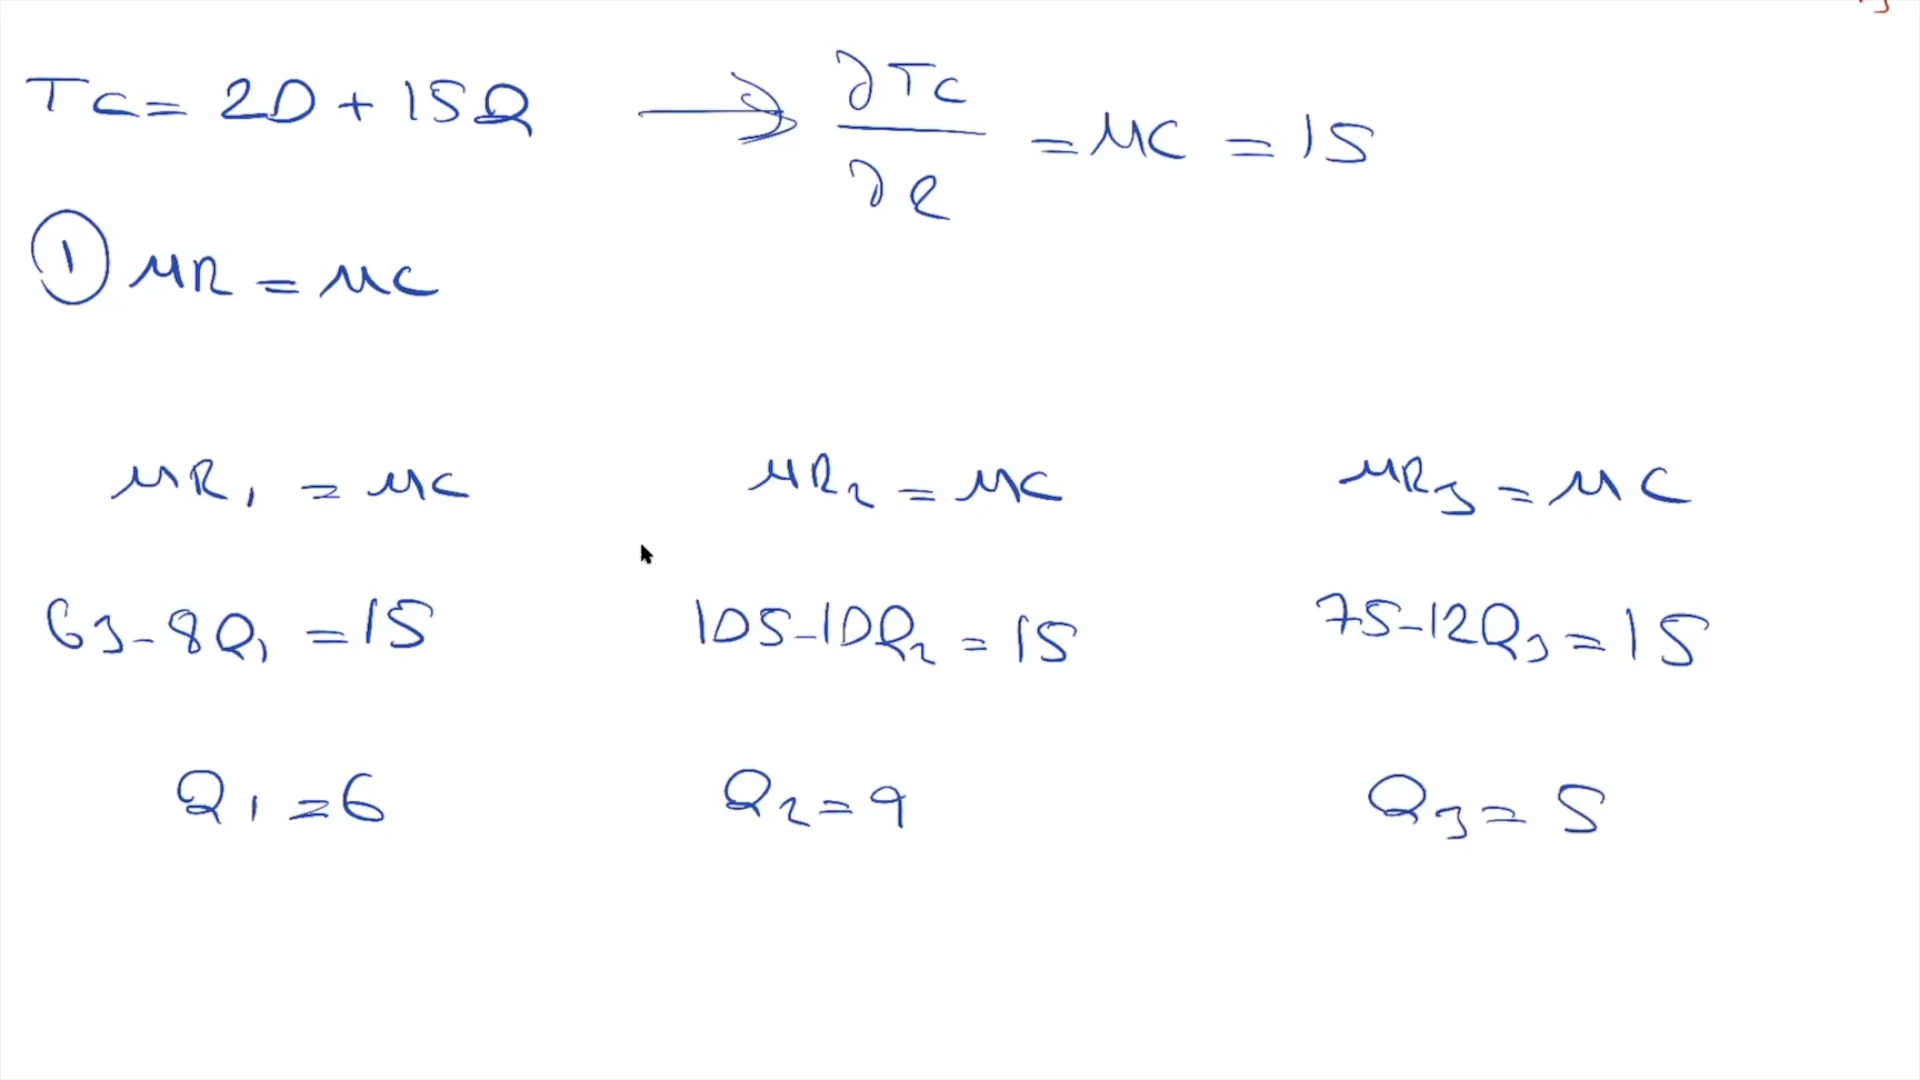 TC = 20 + 15Q → ∂TC/∂Q = MC = 15
① MR = MC
MR₁ = MC MR₂ = MC MR₃ = MC
63 - 8Q₁ = 15 105 - 10Q₂ = 15 75 - 12Q₃ = 15
Q₁ = 6 Q₂ = 9 Q₃ = 5